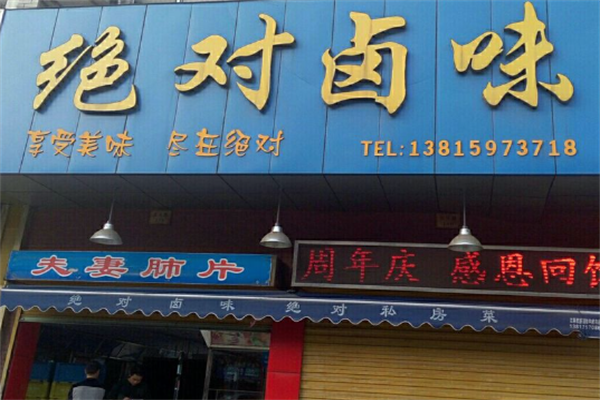 绝对卤味
享受美味 尽在绝对
TEL:13815973718
夫妻肺片
周年庆 感恩回馈
绝对卤味 绝对私房菜